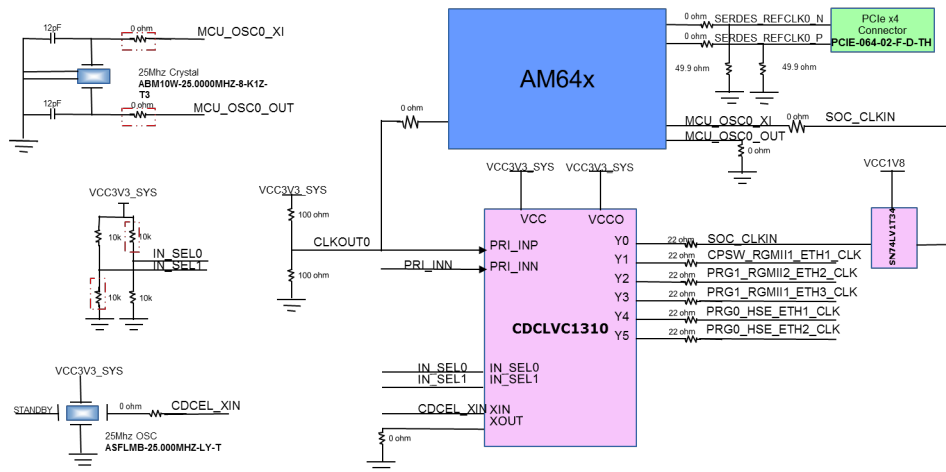 12pF
0 ohm
MCU_OSC0_XI
25Mhz Crystal
ABM10W-25.0000MHZ-8-K1Z-
T3
12pF
0 ohm
MCU_OSC0_OUT
AM64x
0 ohm
SERDES_REFCLK0_N
0 ohm
SERDES_REFCLK0_P
49.9 ohm
49.9 ohm
PCIe x4
Connector
PCIE-064-02-F-D-TH
0 ohm
MCU_OSC0_XI
MCU_OSC0_OUT
0 ohm
0 ohm
SOC_CLKIN
VCC1V8
SN74LV1T34
VCC3V3_SYS
10k
10k
IN_SEL0
IN_SEL1
10k
10k
VCC3V3_SYS
100 ohm
CLKOUT0
100 ohm
PRI_INN
VCC3V3_SYS
VCC3V3_SYS
VCC
VCCO
PRI_INP
PRI_INN
CDCLVC1310
Y0
22 ohm
SOC_CLKIN
Y1
22 ohm
CPSW_RGMII1_ETH1_CLK
Y2
22 ohm
PRG1_RGMII2_ETH2_CLK
Y3
22 ohm
PRG1_RGMII1_ETH3_CLK
Y4
22 ohm
PRG0_HSE_ETH1_CLK
Y5
22 ohm
PRG0_HSE_ETH2_CLK
IN_SEL0
IN_SEL0
IN_SEL1
IN_SEL1
CDCEL_XIN
XIN
XOUT
0 ohm
VCC3V3_SYS
STANDBY
0 ohm
CDCEL_XIN
25Mhz OSC
ASFLMB-25.000MHZ-LY-T